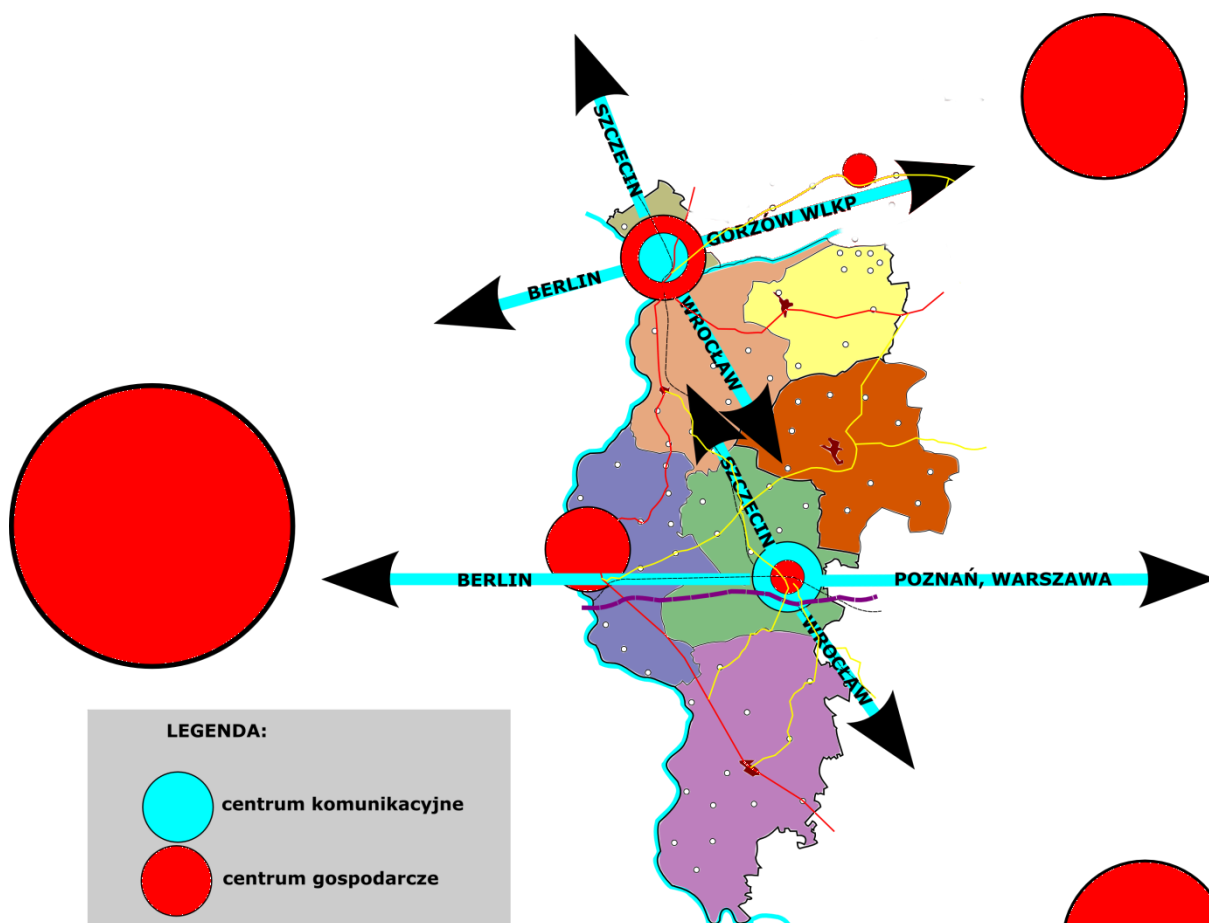 SZCZECIN
GORZÓW WLKP
BERLIN
WROCŁAW
SZCZECIN
BERLIN
POZNAŃ, WARSZAWA
WROCŁAW
LEGENDA:
centrum komunikacyjne
centrum gospodarcze